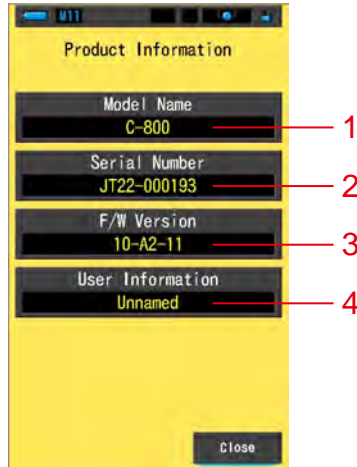 M11
Product Information
Model Name
C-800
1
Serial Number
JT22-000193
2
F/W Version
10-A2-11
3
User Information
Unnamed
4
Close